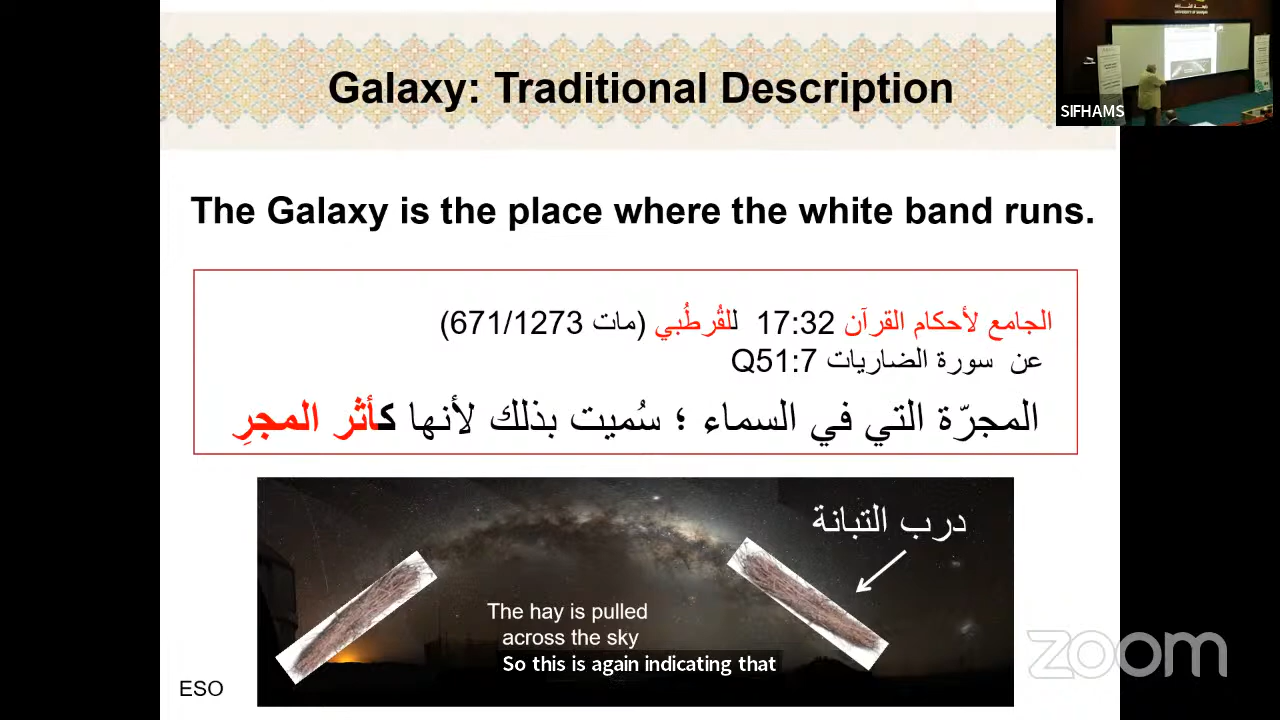 Galaxy: Traditional Description
SIFHAMS
The Galaxy is the place where the white band runs.
الجامع لأحكام القرآن 17:32 للقُرطُبي (مات 671/1273)
عن سورة الضاريات Q51:7
المجرّة التي في السماء ؛ سُميت بذلك لأنها كأثر المجرِ
درب التبانة
The hay is pulled
across the sky
So this is again indicating that
ESO
zoom